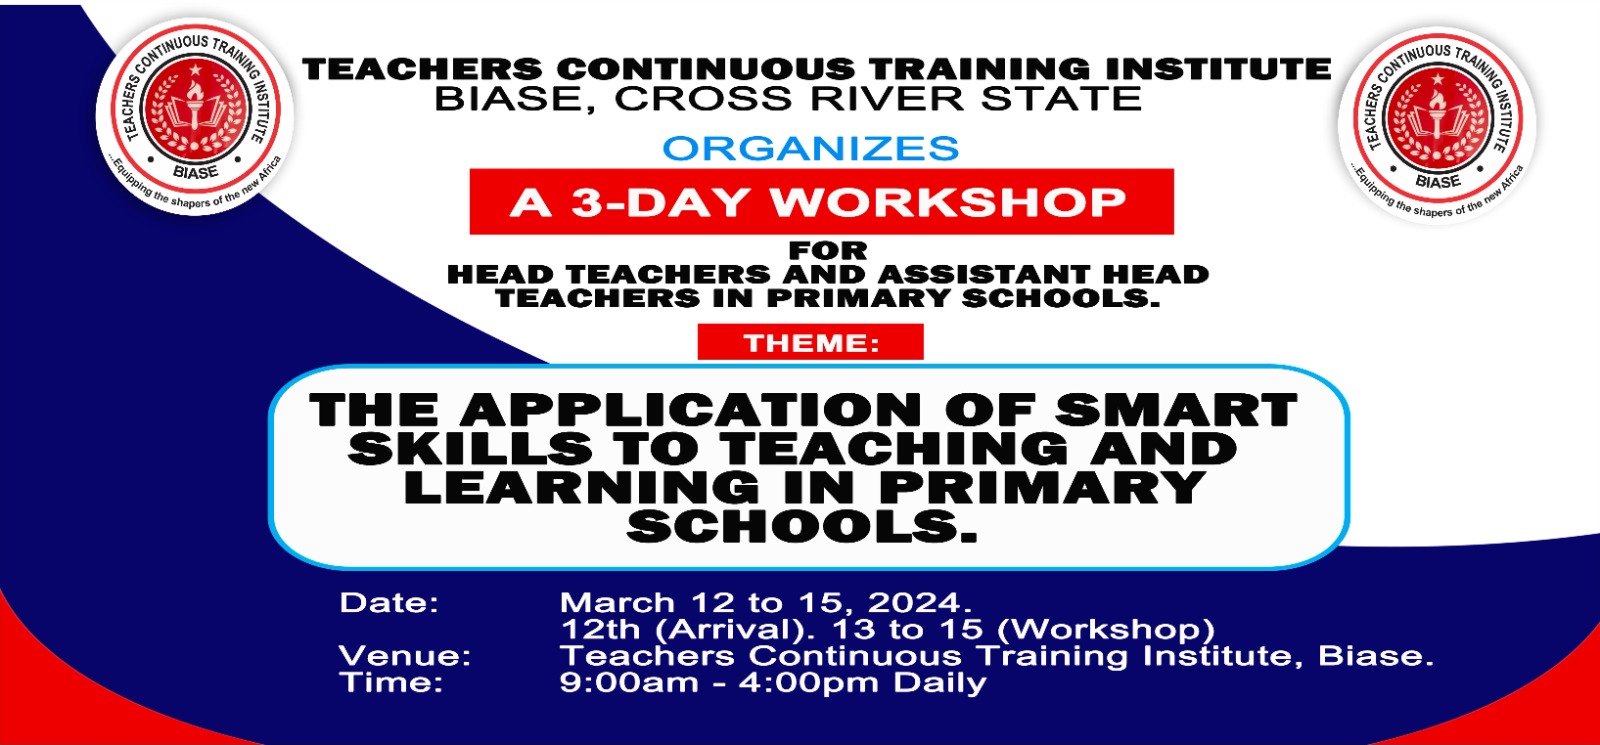 TEACHERS CONTINUOUS TRAINING INSTITUTE
BIASE
...Equipping the shapers of the new Africa
TEACHERS CONTINUOUS TRAINING INSTITUTE
BIASE, CROSS RIVER STATE
TEACHERS CONTINUOUS TRAINING INSTITUTE
BIASE
...Equipping the shapers of the new Africa
ORGANIZES
A 3-DAY WORKSHOP
FOR
HEAD TEACHERS AND ASSISTANT HEAD
TEACHERS IN PRIMARY SCHOOLS.
THEME:
THE APPLICATION OF SMART
SKILLS TO TEACHING AND
LEARNING IN PRIMARY
SCHOOLS.
Date: March 12 to 15, 2024.
12th (Arrival). 13 to 15 (Workshop)
Venue: Teachers Continuous Training Institute, Biase.
Time: 9:00am - 4:00pm Daily